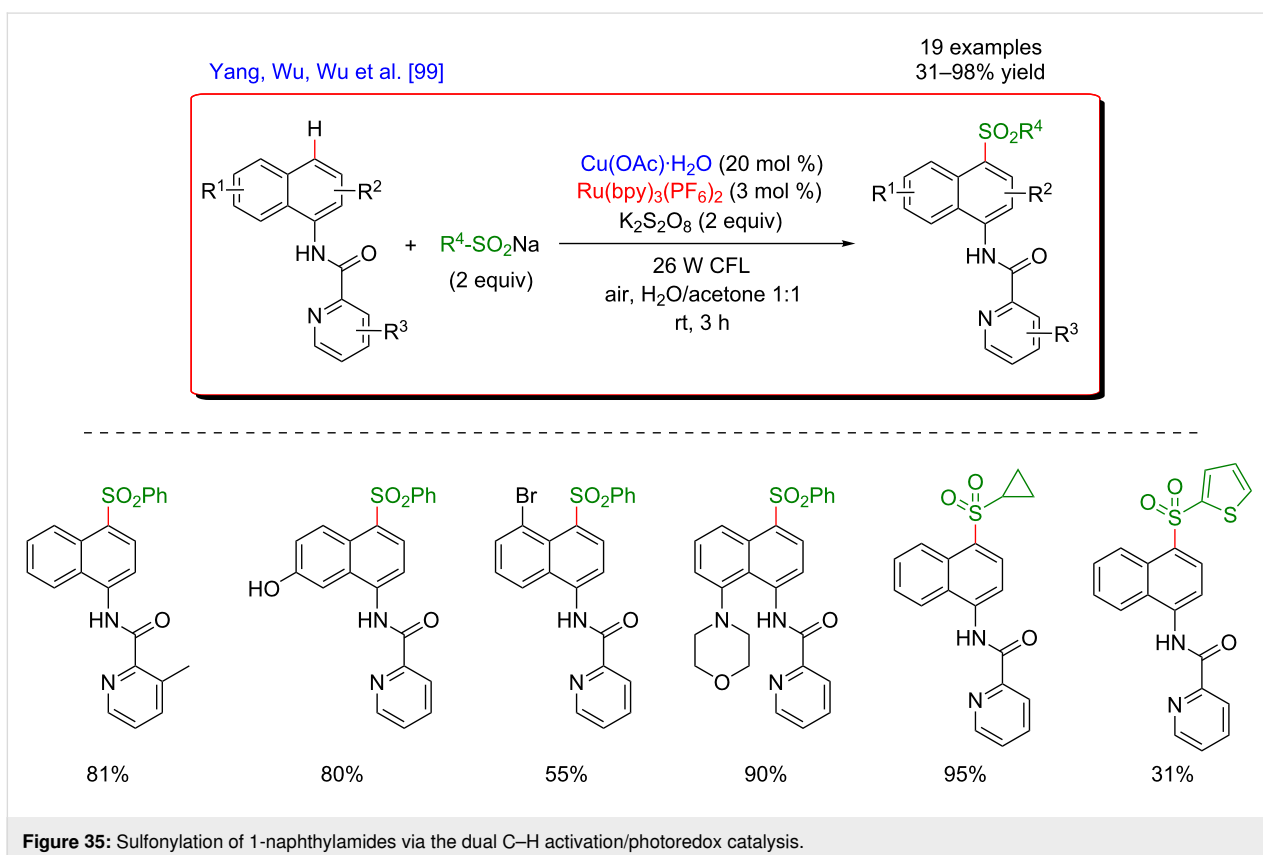 19 examples
Yang, Wu, Wu et al. [99]
31–98% yield
H
R¹
R²
HN
O
N
R³
+
R⁴-SO₂Na
(2 equiv)
Cu(OAc)·H₂O (20 mol %)
Ru(bpy)₃(PF₆)₂ (3 mol %)
K₂S₂O₈ (2 equiv)
26 W CFL
air, H₂O/acetone 1:1
rt, 3 h
SO₂R⁴
R¹
R²
HN
O
N
R³
SO₂Ph
HN
O
N
81%
SO₂Ph
HO
HN
O
N
80%
Br
SO₂Ph
HN
O
N
55%
SO₂Ph
N
HN
O
O
N
90%
O
O
S
HN
O
N
95%
O
O
S
S
HN
O
N
31%
Figure 35: Sulfonylation of 1-naphthylamides via the dual C–H activation/photoredox catalysis.